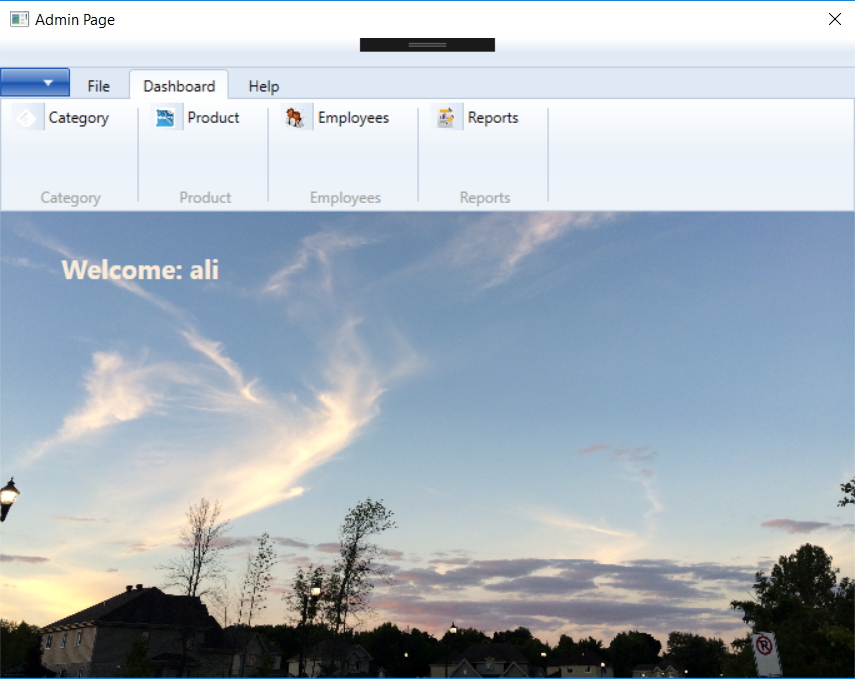 Admin Page
File Dashboard Help
Category Product Employees Reports
Category Product Employees Reports
Welcome: ali
R